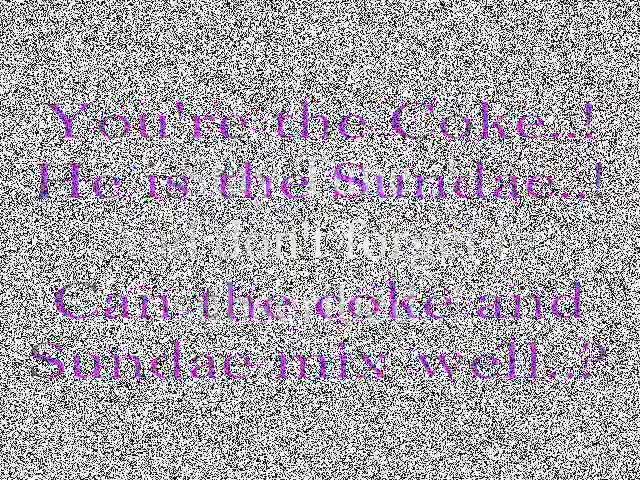 You're the Coke..!
He is the Sundae..!
don't forget
Can the coke and
Sundae mix well..?